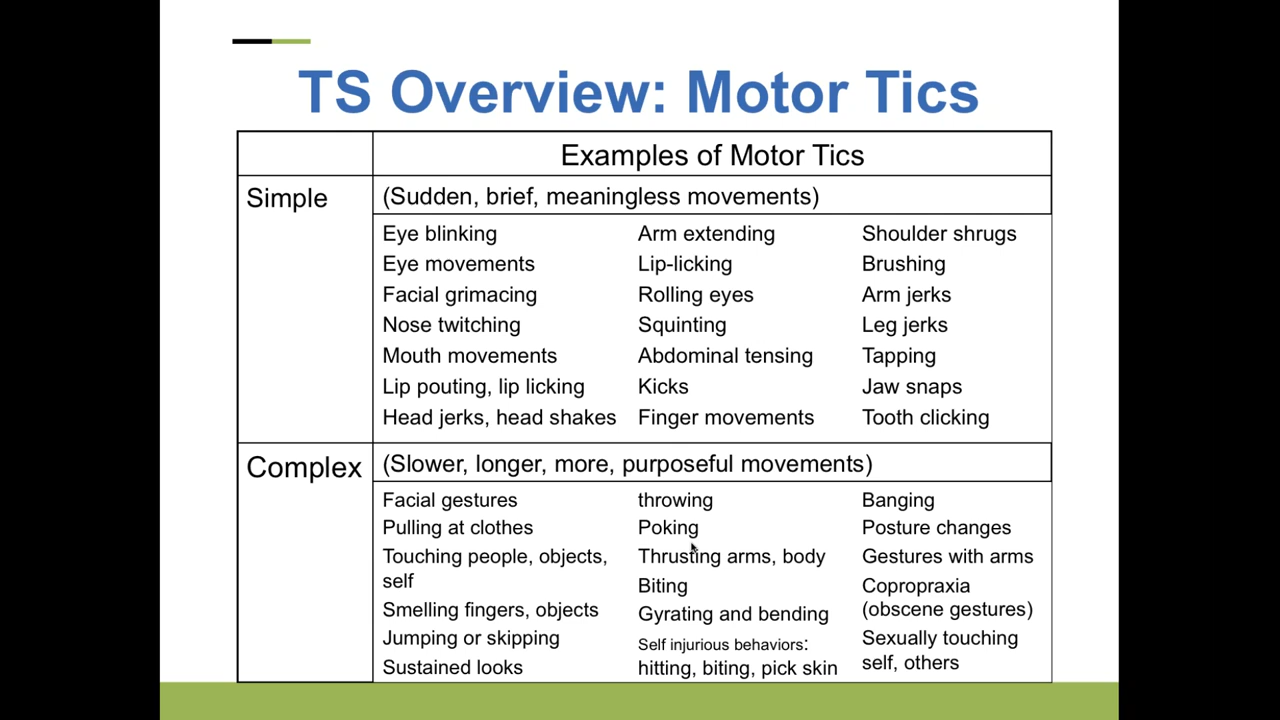 TS Overview: Motor Tics
Examples of Motor Tics
Simple
(Sudden, brief, meaningless movements)
Eye blinking
Eye movements
Facial grimacing
Nose twitching
Mouth movements
Lip pouting, lip licking
Head jerks, head shakes
Arm extending
Lip-licking
Rolling eyes
Squinting
Abdominal tensing
Kicks
Finger movements
Shoulder shrugs
Brushing
Arm jerks
Leg jerks
Tapping
Jaw snaps
Tooth clicking
Complex
(Slower, longer, more, purposeful movements)
Facial gestures
Pulling at clothes
Touching people, objects,
self
Smelling fingers, objects
Jumping or skipping
Sustained looks
throwing
Poking
Thrusting arms, body
Biting
Gyrating and bending
Self injurious behaviors:
hitting, biting, pick skin
Banging
Posture changes
Gestures with arms
Copropraxia
(obscene gestures)
Sexually touching
self, others